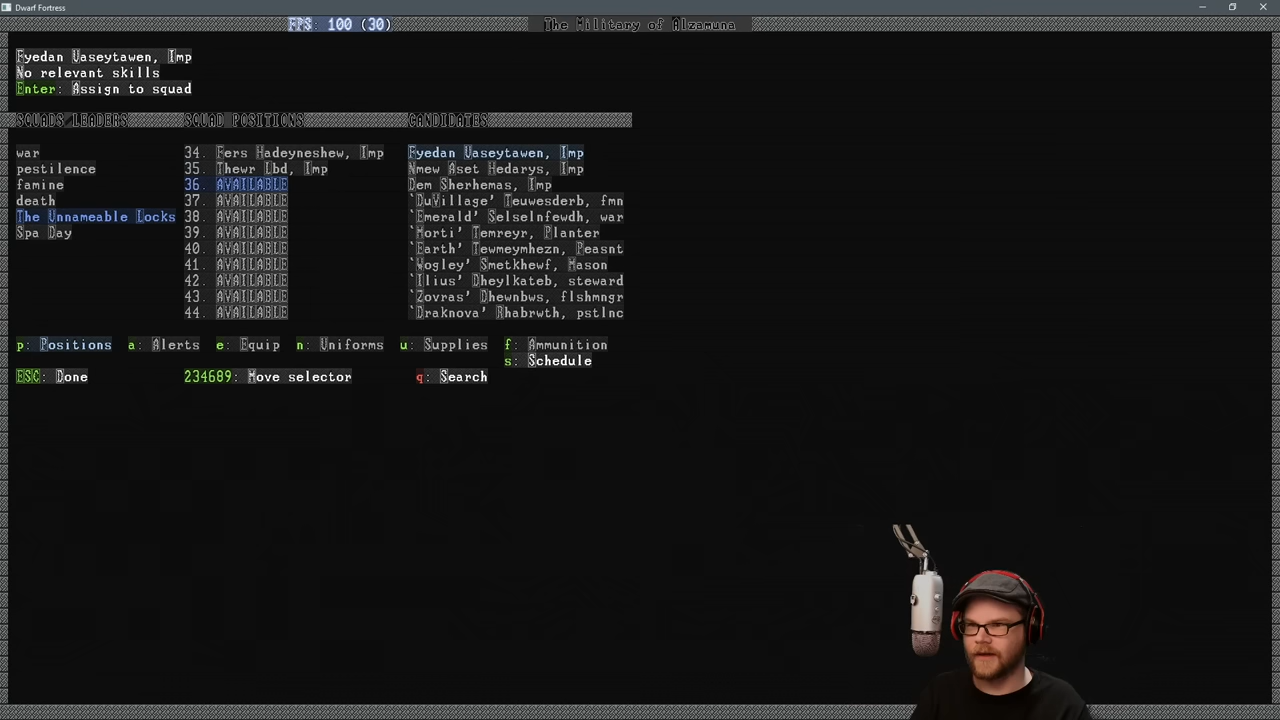 Dwarf Fortress
FPS: 100 (30)
The Military of Alzamuna
Fyedan Vaseytawen, Imp
No relevant skills
Enter: Assign to squad
SQUADS/LEADERS SQUAD POSITIONS CANDIDATES
war 34. Fers Hadeyneshew, Imp Fyedan Vaseytawen, Imp
pestilence 35. Thewr Lbd, Imp Nmew Aset Hedarys, Imp
famine 36. AVAILABLE Dem Sherhemas, Imp
death 37. AVAILABLE `DuVillage' Teuwesderb, fmn
The Unnameable Locks 38. AVAILABLE `Emerald' Selselnfewdh, war
Spa Day 39. AVAILABLE `Morti' Temreyr, Planter
40. AVAILABLE `Earth' Tewmeymhezn, Peasnt
41. AVAILABLE `Wogley' Smetkhewf, Mason
42. AVAILABLE `Ilius' Dheylkateb, steward
43. AVAILABLE `Zovras' Dhewnbws, flshmngr
44. AVAILABLE `Draknova' Rhabrwth, pstlnc
p: Positions a: Alerts e: Equip n: Uniforms u: Supplies f: Ammunition
s: Schedule
ESC: Done 234689: Move selector q: Search